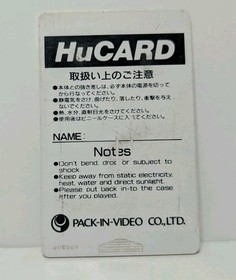 HuCARD
取扱い上のご注意
●本体との抜き差しは、必ず本体の電源を切って
から行なってください。
●静電気をさけ、曲げたり、落したり、衝撃を与え
ないでください。
●熱、水分、直射日光をさけてください。
●使用後はビニールケースに入れてください。
NAME:
Notes
●Don't bend, drop or subject to
shock.
●Keep away from static electricity,
heat, water and direct sunlight.
●Please put back in-to the case
after you played.
PACK-IN-VIDEO CO.,LTD.